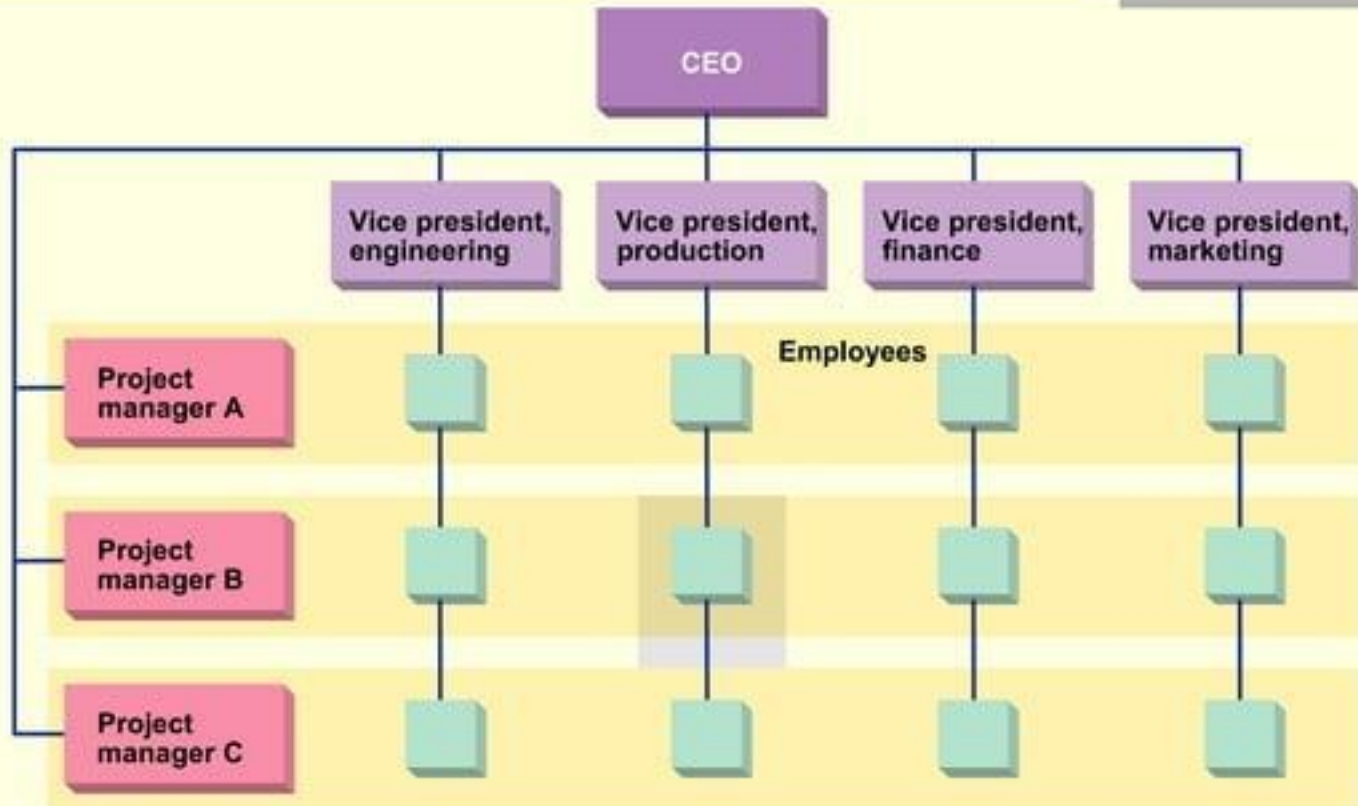 CEO
Vice president,
engineering
Vice president,
production
Vice president,
finance
Vice president,
marketing
Employees
Project
manager A
Project
manager B
Project
manager C